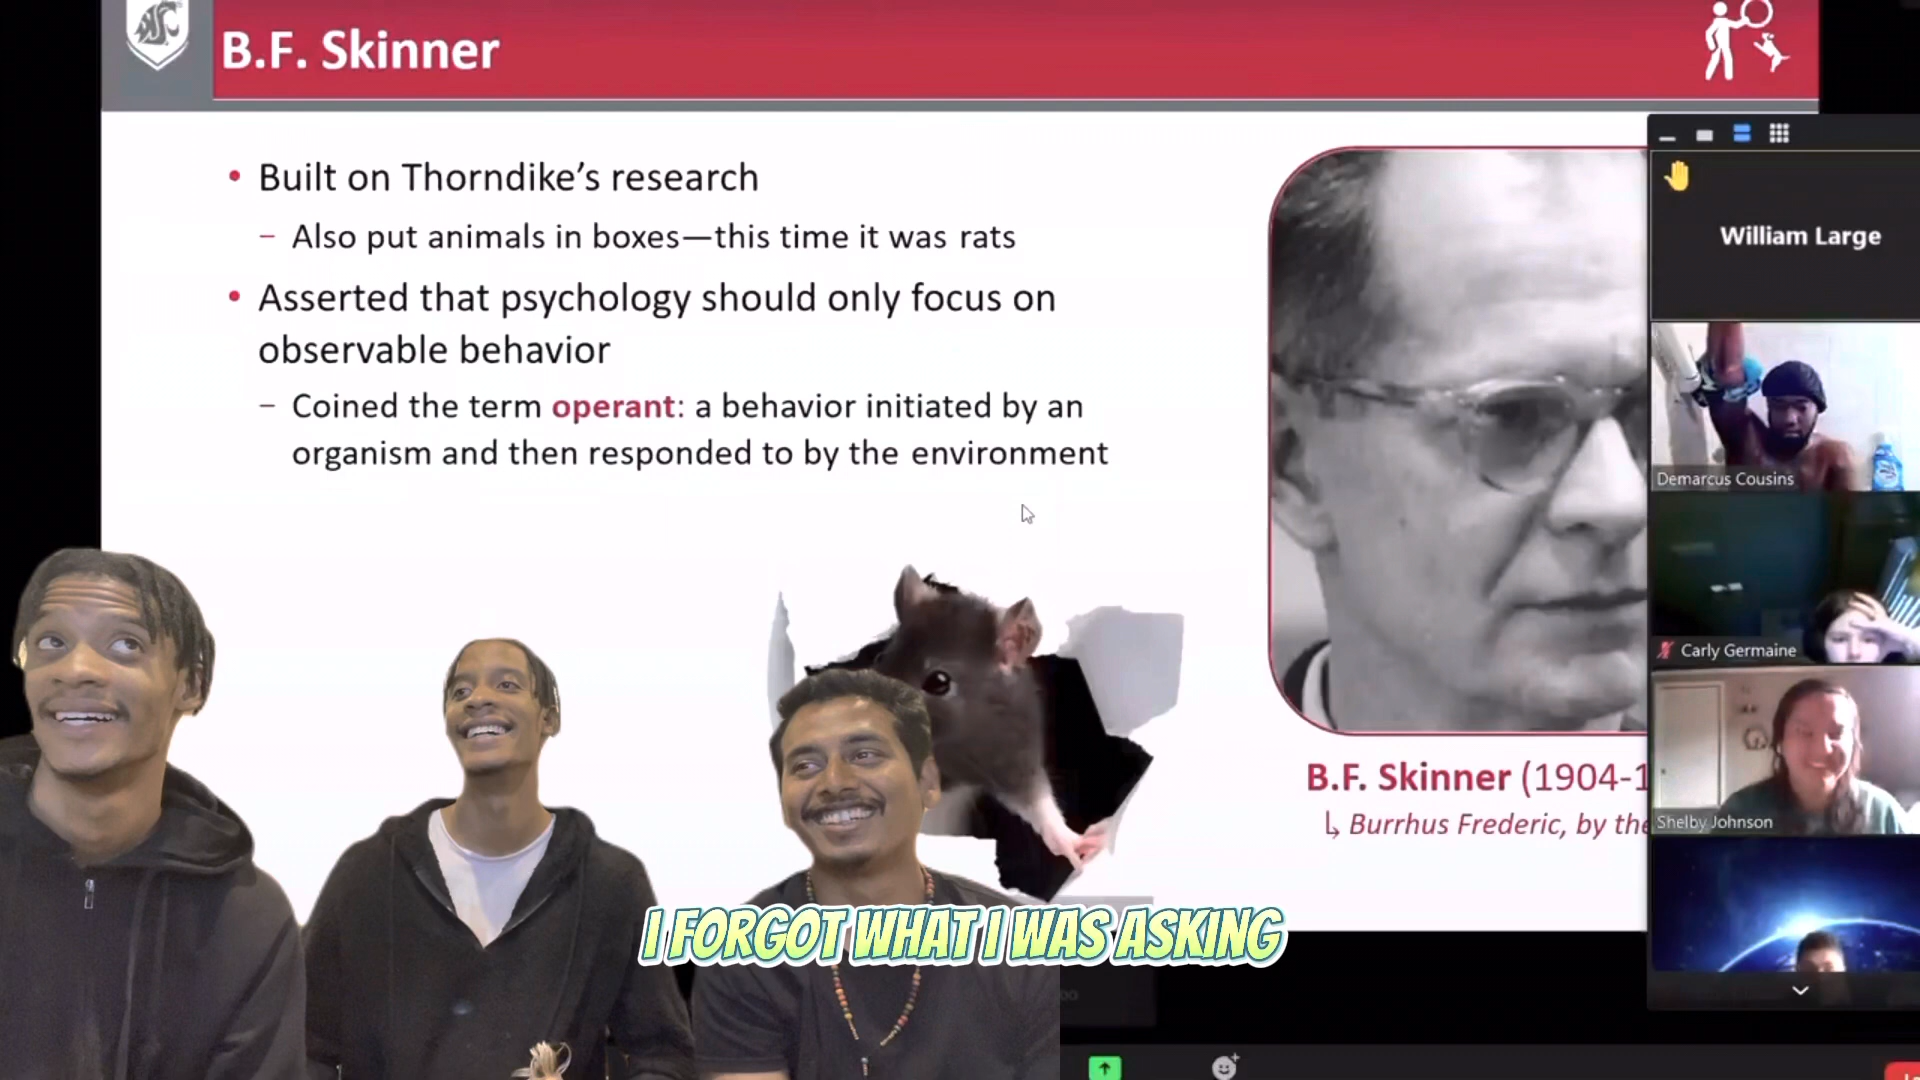 B.F. Skinner
• Built on Thorndike's research
– Also put animals in boxes—this time it was rats
• Asserted that psychology should only focus on
observable behavior
– Coined the term operant: a behavior initiated by an
organism and then responded to by the environment
B.F. Skinner (1904-1
↳ Burrhus Frederic, by the
William Large
Demarcus Cousins
Carly Germaine
Shelby Johnson
I FORGOT WHAT I WAS ASKING